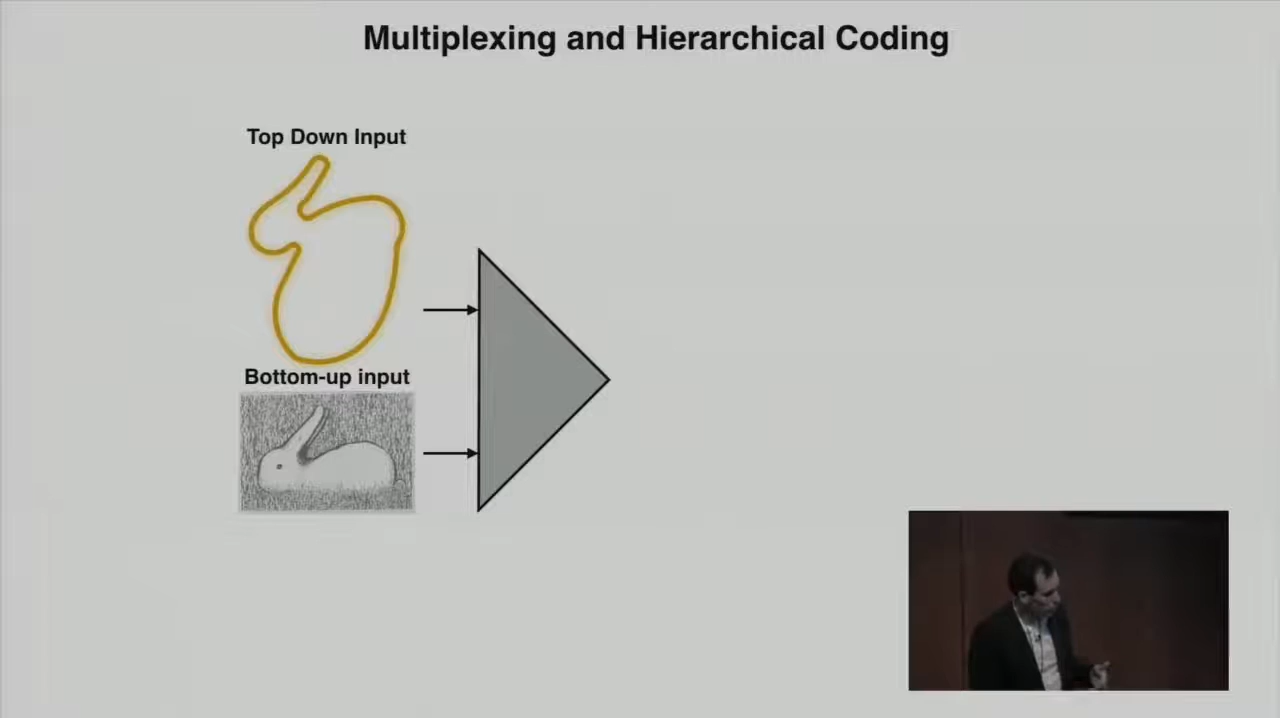 Multiplexing and Hierarchical Coding
Top Down Input
Bottom-up input